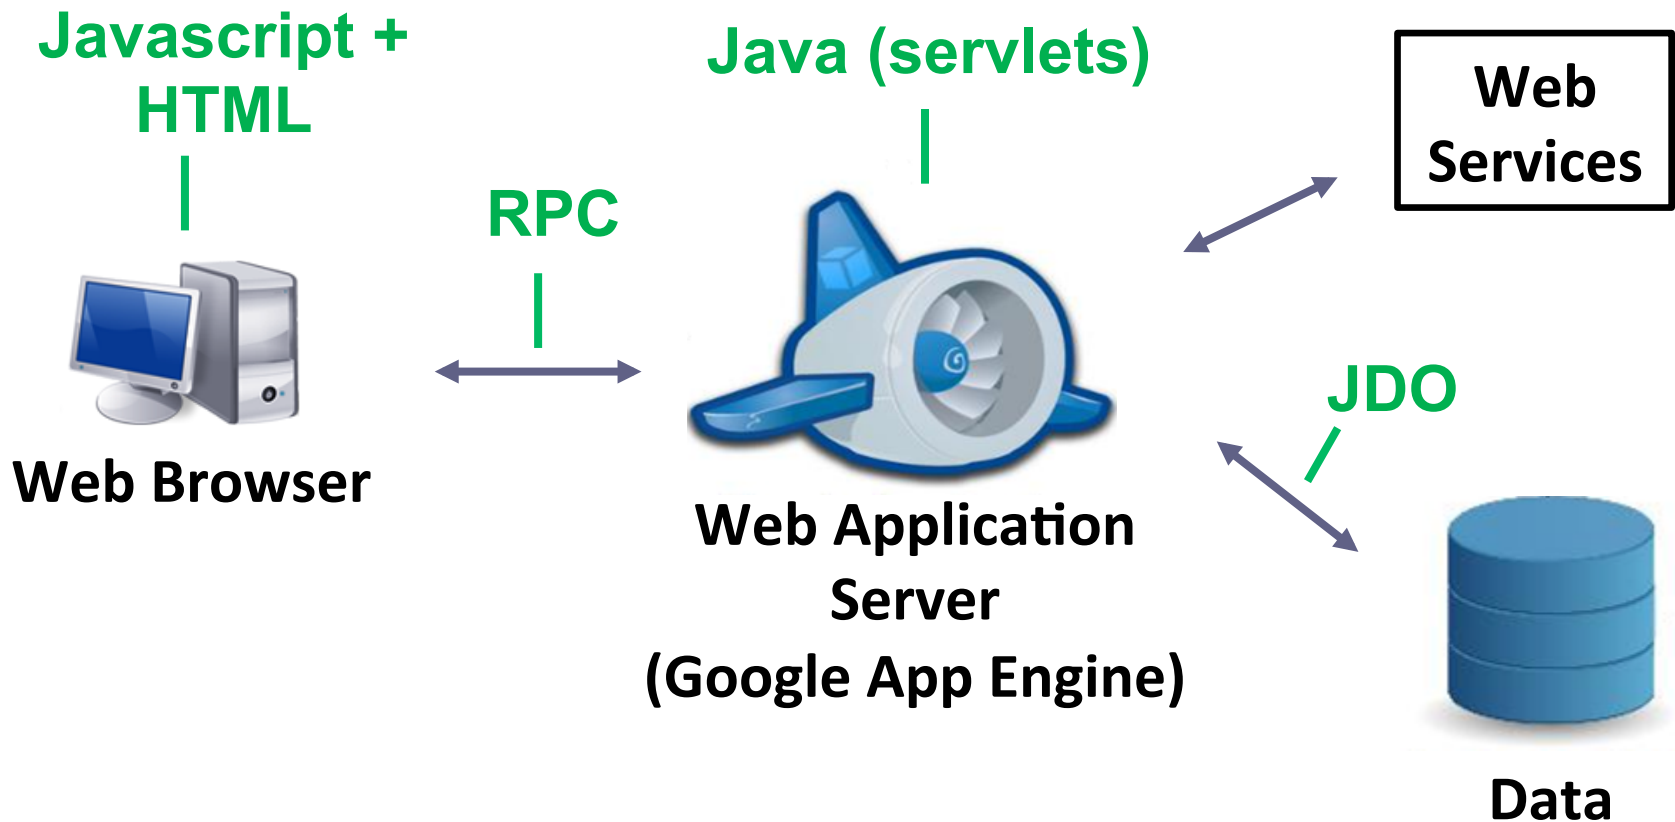 Javascript +
HTML
RPC
Java (servlets)
Web
Services
JDO
Web Browser
Web Application
Server
(Google App Engine)
Data